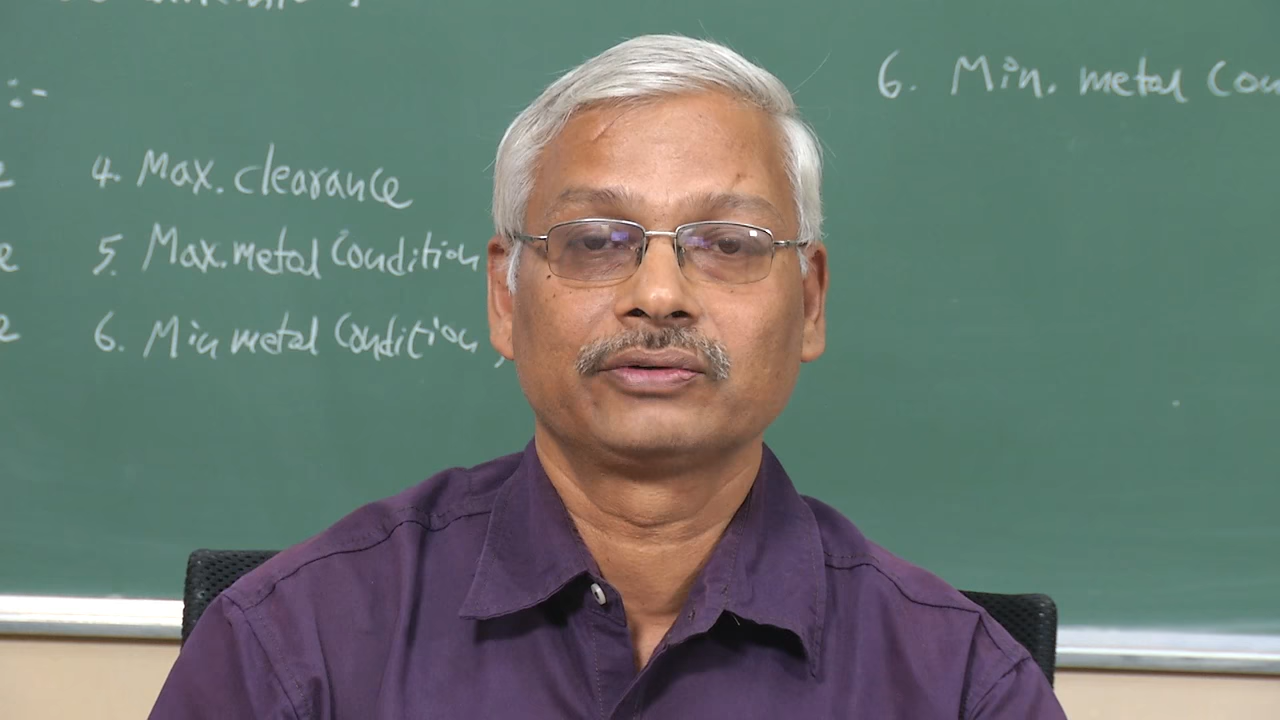 :-
4. Max. clearance
5. Max. metal Condition
6. Min metal Condition,
6. Min. metal Con